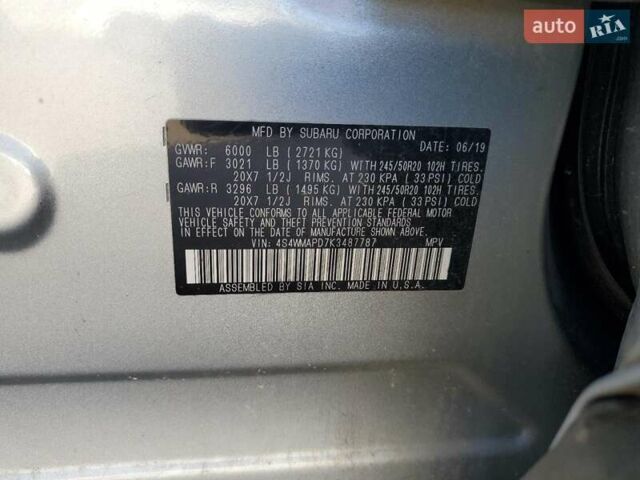 auto RIA
.com
MFD BY SUBARU CORPORATION DATE: 06/19
GVWR: 6000 LB ( 2721 KG)
GAWR:F 3021 LB ( 1370 KG) WITH 245/50R20 102H TIRES.
20X7 1/2J RIMS. AT 230 KPA ( 33 PSI) COLD
GAWR:R 3296 LB ( 1495 KG) WITH 245/50R20 102H TIRES.
20X7 1/2J RIMS. AT 230 KPA ( 33 PSI) COLD
THIS VEHICLE CONFORMS TO ALL APPLICABLE FEDERAL MOTOR
VEHICLE SAFETY AND THEFT PREVENTION STANDARDS
IN EFFECT ON THE DATE OF MANUFACTURE SHOWN ABOVE.
VIN: 4S4WMAPD7K3487787 MPV
ASSEMBLED BY SIA INC. MADE IN U.S.A.